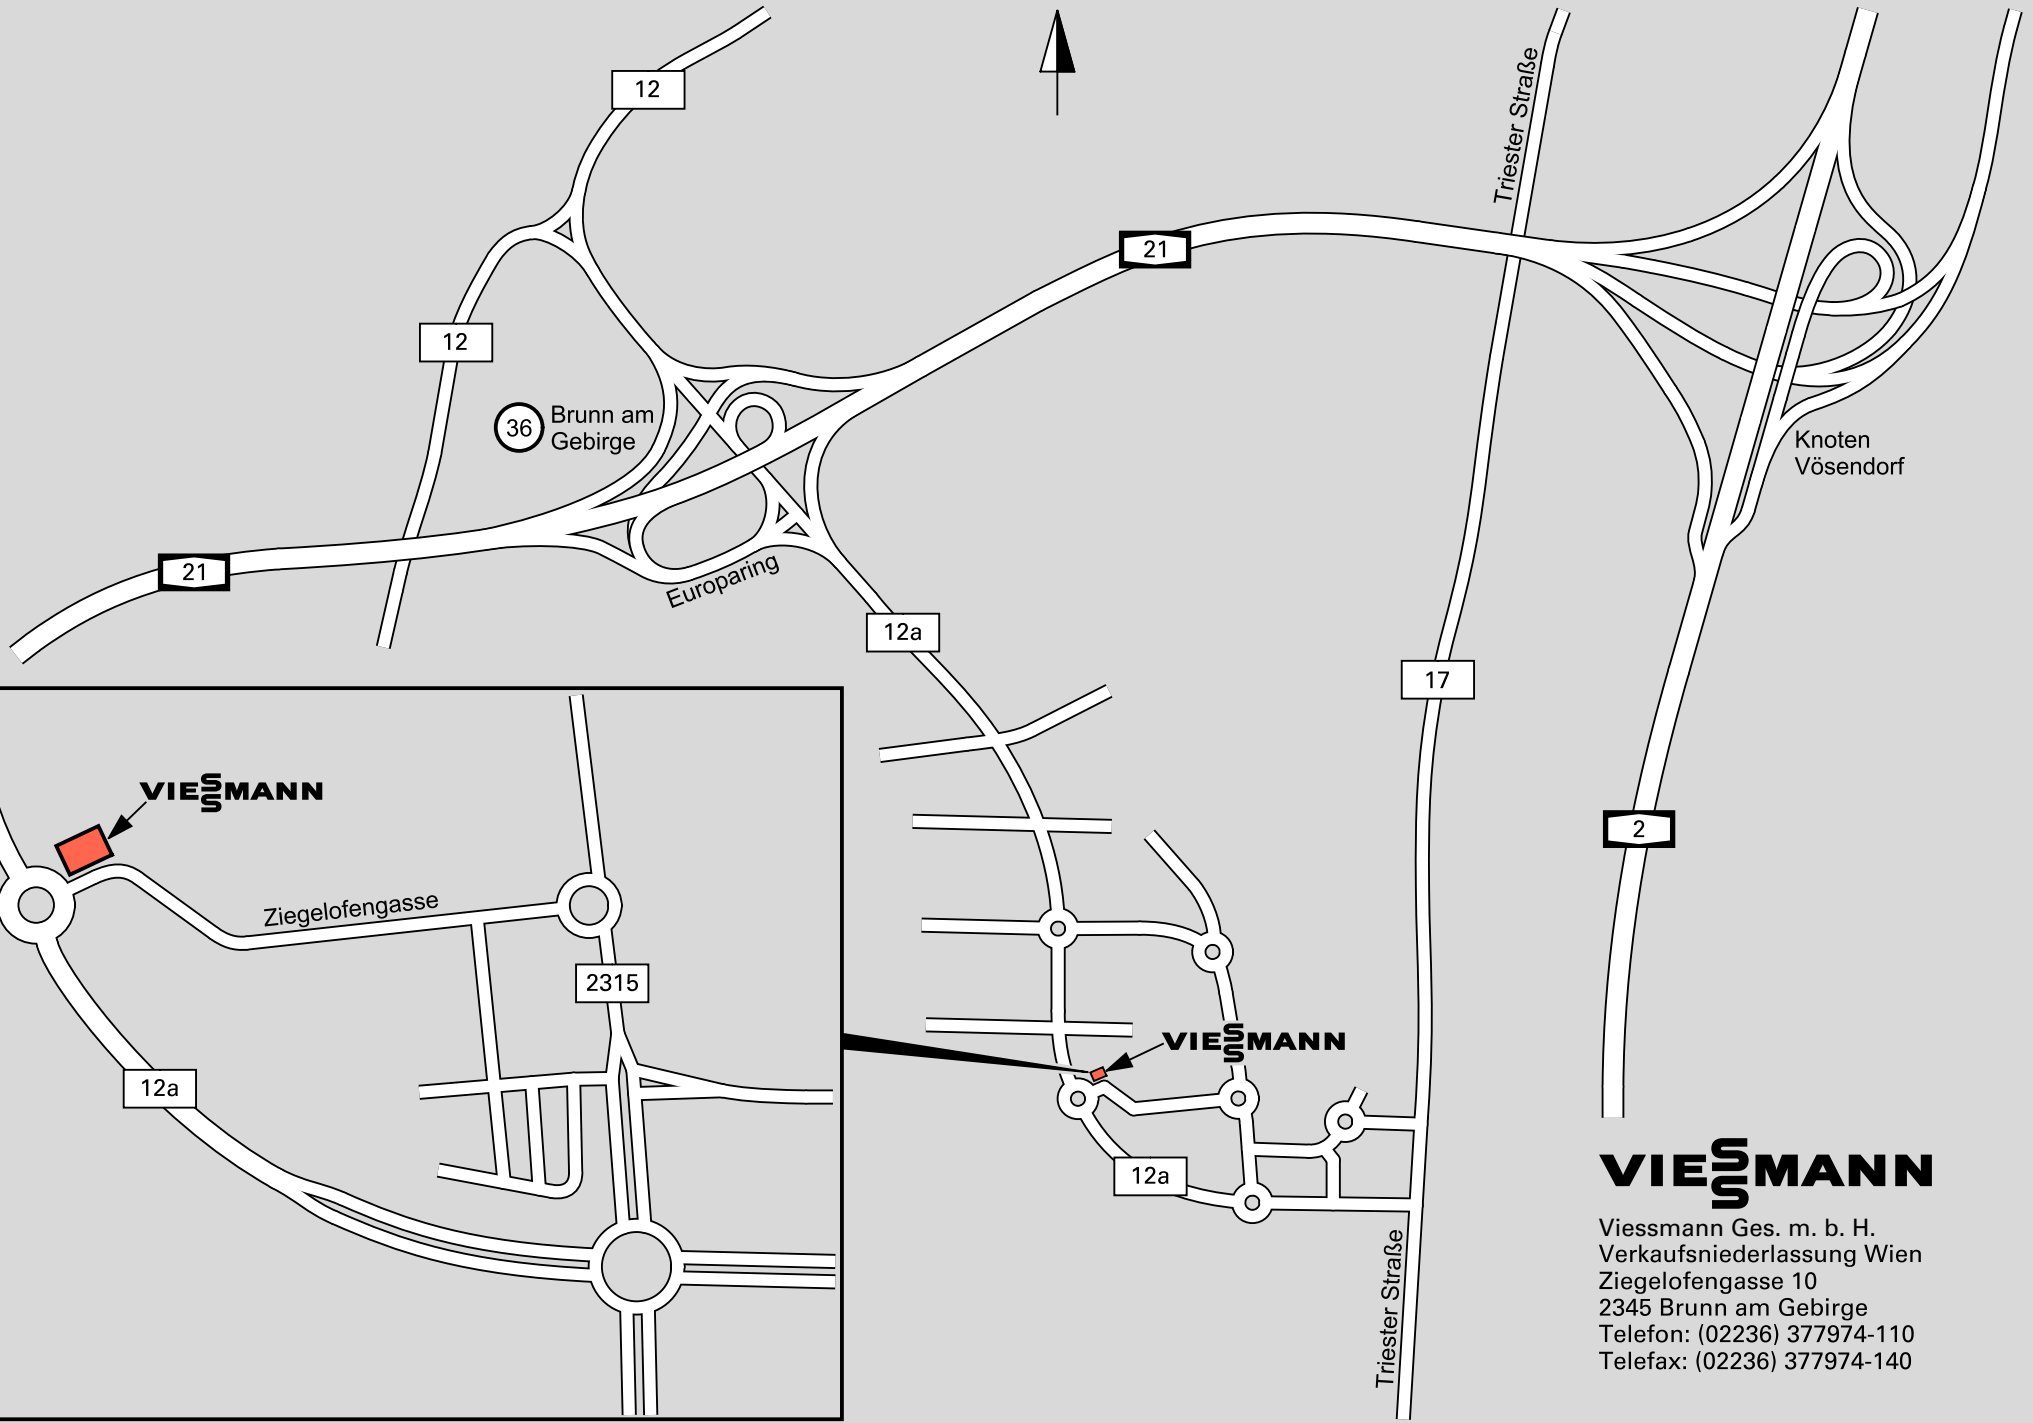 12
Triester Straße
21
12
36
Brunn am
Gebirge
Knoten
Vösendorf
21
Europaring
12a
17
VIESSMANN
2
Ziegelofengasse
2315
VIESSMANN
12a
12a
VIESSMANN
Triester Straße
Viessmann Ges. m. b. H.
Verkaufsniederlassung Wien
Ziegelofengasse 10
2345 Brunn am Gebirge
Telefon: (02236) 377974-110
Telefax: (02236) 377974-140